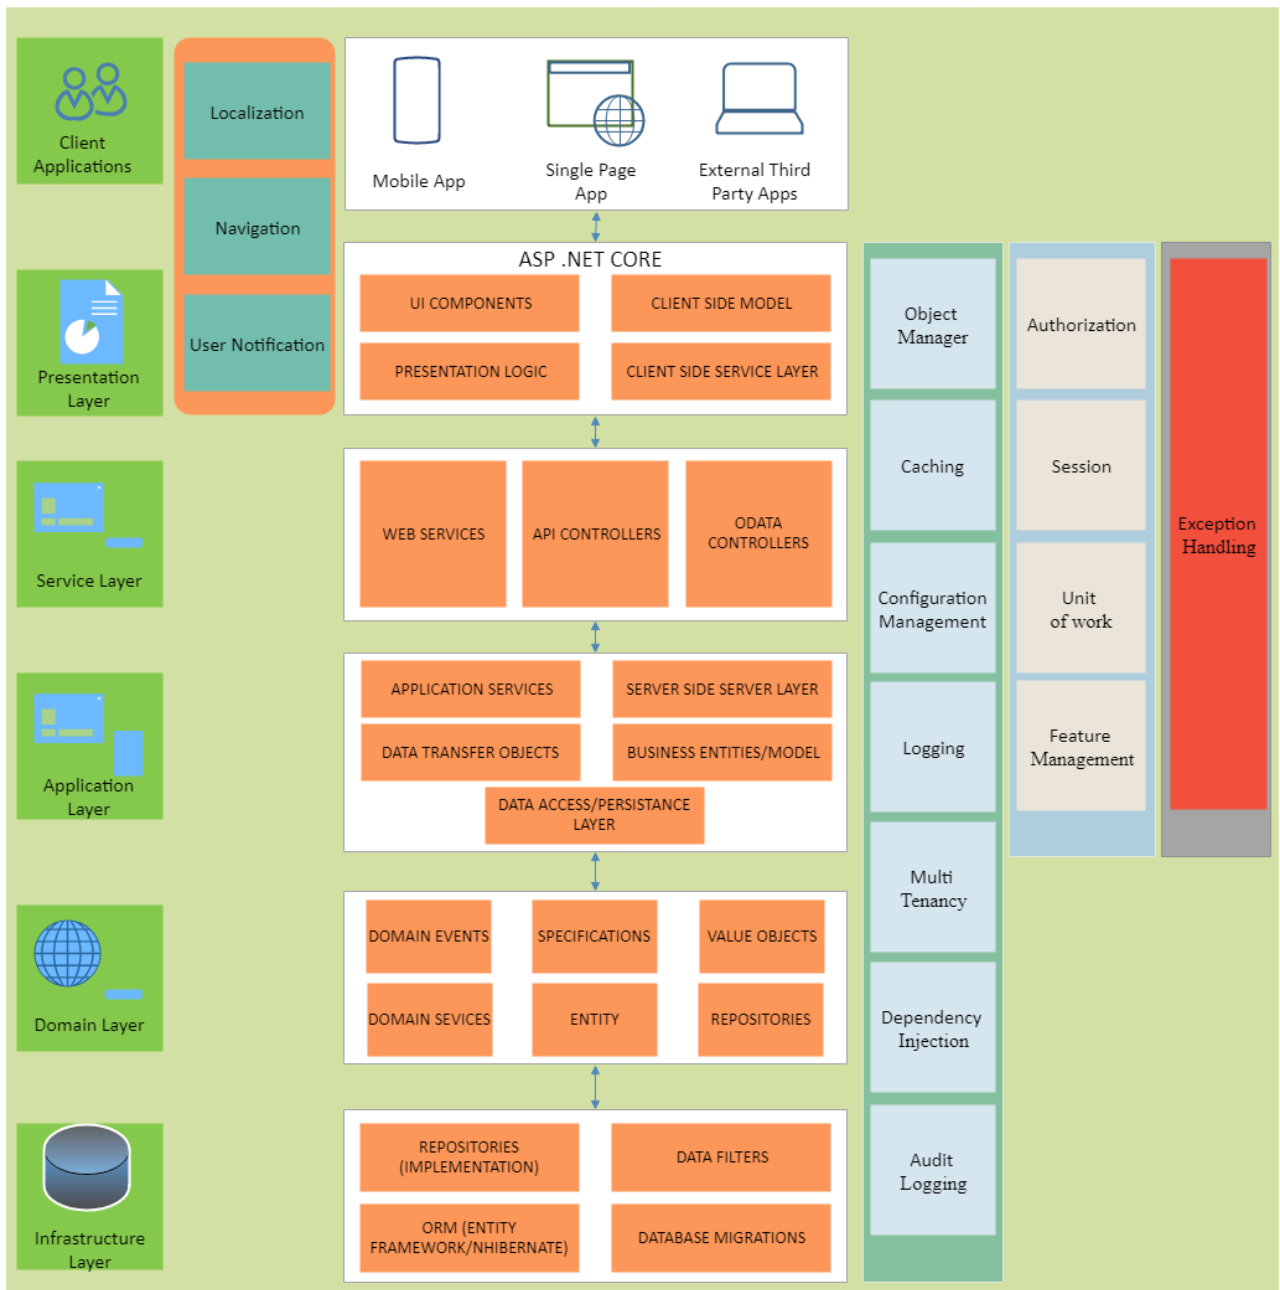 Client
Applications
Localization
Navigation
User Notification
Mobile App
Single Page
App
External Third
Party Apps
Presentation
Layer
ASP .NET CORE
UI COMPONENTS
CLIENT SIDE MODEL
PRESENTATION LOGIC
CLIENT SIDE SERVICE LAYER
Service Layer
WEB SERVICES
API CONTROLLERS
ODATA
CONTROLLERS
Application
Layer
APPLICATION SERVICES
SERVER SIDE SERVER LAYER
DATA TRANSFER OBJECTS
BUSINESS ENTITIES/MODEL
DATA ACCESS/PERSISTANCE
LAYER
Domain Layer
DOMAIN EVENTS
SPECIFICATIONS
VALUE OBJECTS
DOMAIN SEVICES
ENTITY
REPOSITORIES
Infrastructure
Layer
REPOSITORIES
(IMPLEMENTATION)
DATA FILTERS
ORM (ENTITY
FRAMEWORK/NHIBERNATE)
DATABASE MIGRATIONS
Object
Manager
Caching
Configuration
Management
Logging
Multi
Tenancy
Dependency
Injection
Audit
Logging
Authorization
Session
Unit
of work
Feature
Management
Exception
Handling